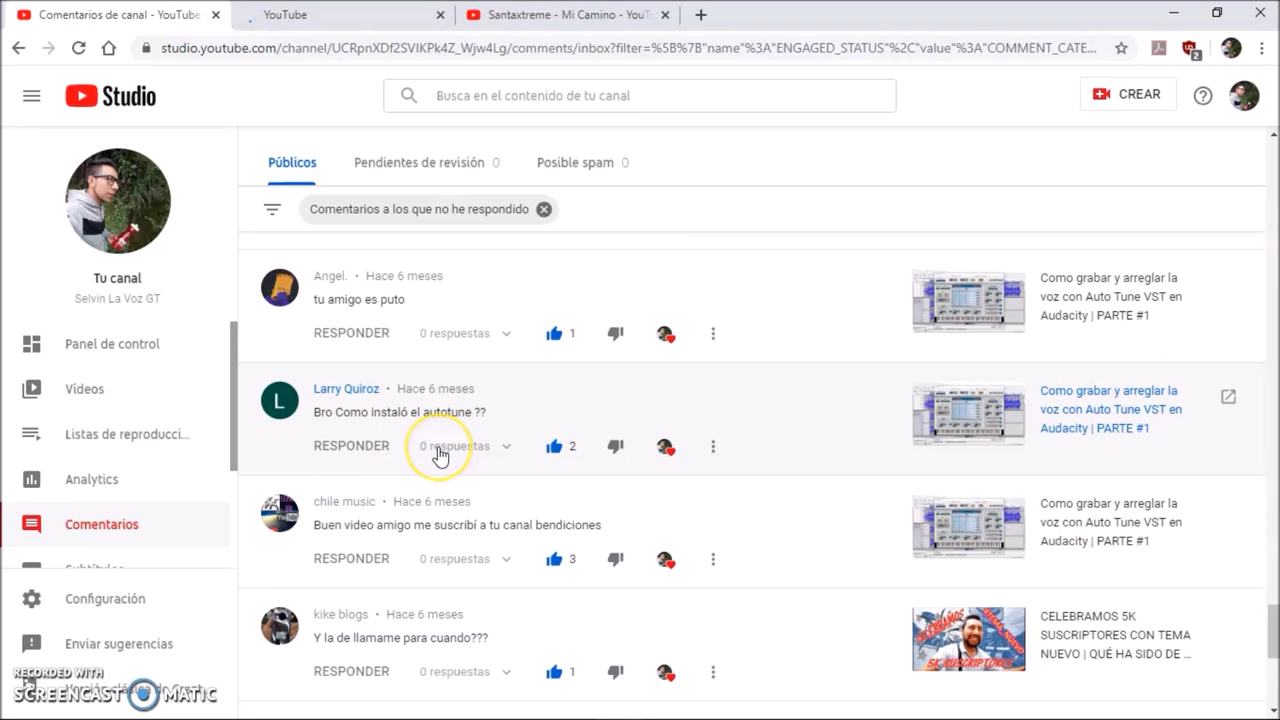 Comentarios de canal - YouTube
YouTube
Santaxtreme - Mi Camino - YouT
studio.youtube.com/channel/UCRpnXDf2SVIKPk4Z_Wjw4Lg/comments/inbox?filter=%5B%7B"name"%3A"ENGAGED_STATUS"%2C"value"%3A"COMMENT_CATE...
2
Studio
Busca en el contenido de tu canal
CREAR
Tu canal
Selvin La Voz GT
Panel de control
Vídeos
Listas de reproducci...
Analytics
Comentarios
Configuración
Enviar sugerencias
RECORDED WITH
SCREENCAST MATIC
Públicos
Pendientes de revisión 0
Posible spam 0
Comentarios a los que no he respondido
Angel. • Hace 6 meses
tu amigo es puto
RESPONDER 0 respuestas 1
Como grabar y arreglar la
voz con Auto Tune VST en
Audacity | PARTE #1
L
Larry Quiroz • Hace 6 meses
Bro Como instaló el autotune ??
RESPONDER 0 respuestas 2
Como grabar y arreglar la
voz con Auto Tune VST en
Audacity | PARTE #1
chile music • Hace 6 meses
Buen video amigo me suscribí a tu canal bendiciones
RESPONDER 0 respuestas 3
Como grabar y arreglar la
voz con Auto Tune VST en
Audacity | PARTE #1
kike blogs • Hace 6 meses
Y la de llamame para cuando???
RESPONDER 0 respuestas 1
CELEBRAMOS 5K
SUSCRIPTORES CON TEMA
NUEVO | QUÉ HA SIDO DE ...